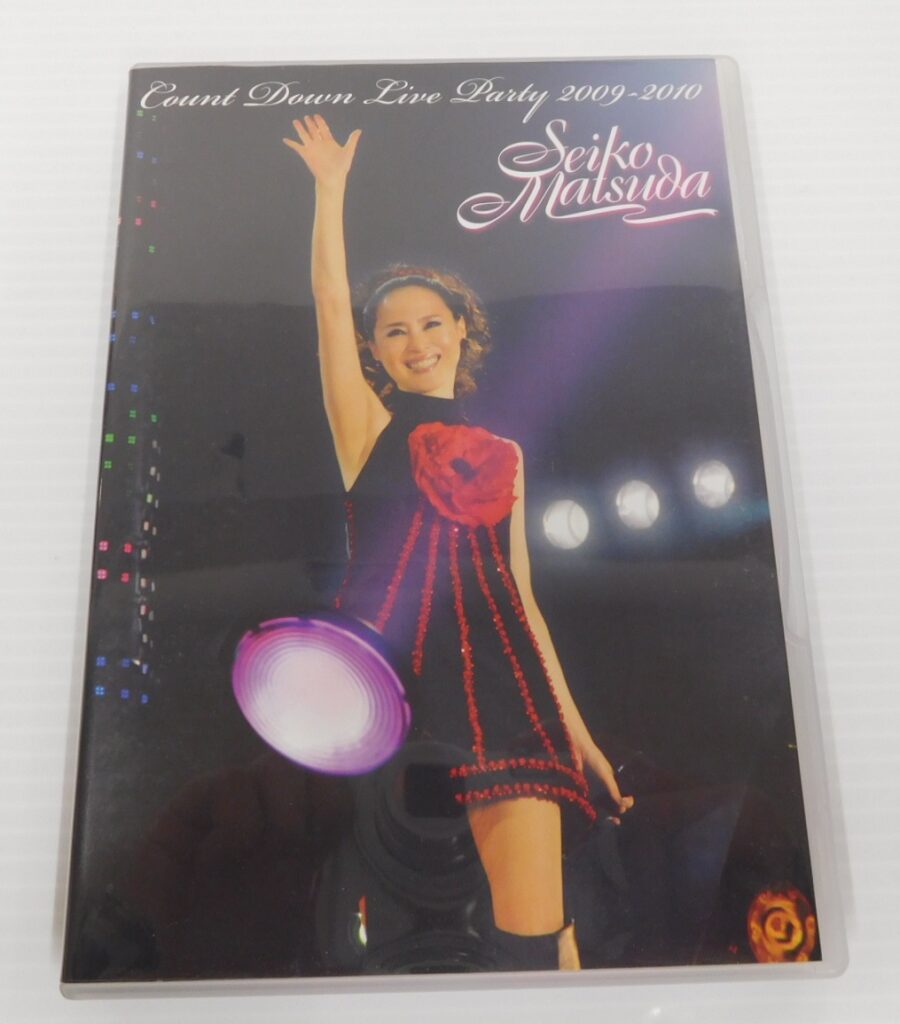 Count Down Live Party 2009-2010
Seiko
Matsuda